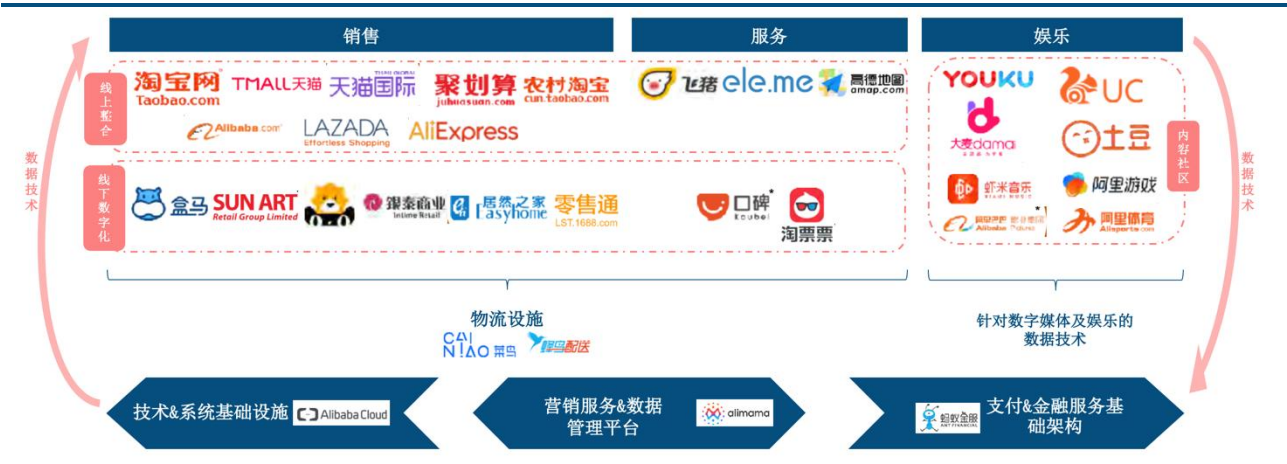 销售
服务
娱乐
线上整合
淘宝网
Taobao.com
TMALL天猫
天猫国际
聚划算
juhuasuan.com
农村淘宝
cun.taobao.com
飞猪
ele.me
高德地图
amap.com
Alibaba.com
LAZADA
Effortless Shopping
AliExpress
YOUKU
UC
大麦damai
土豆
虾米音乐
阿里游戏
阿里体育
Alisports.com
内容社区
线下数字化
盒马
SUN ART
Retail Group Limited
银泰商业
Intime Retail
居然之家
Easyhome
零售通
LST.1688.com
口碑
koubei
淘票票
数据技术
数据技术
物流设施
CAI
NIAO 菜鸟
蜂鸟配送
针对数字媒体及娱乐的
数据技术
技术&系统基础设施
Alibaba Cloud
营销服务&数据
管理平台
alimama
蚂蚁金服
ANT FINANCIAL
支付&金融服务基
础架构